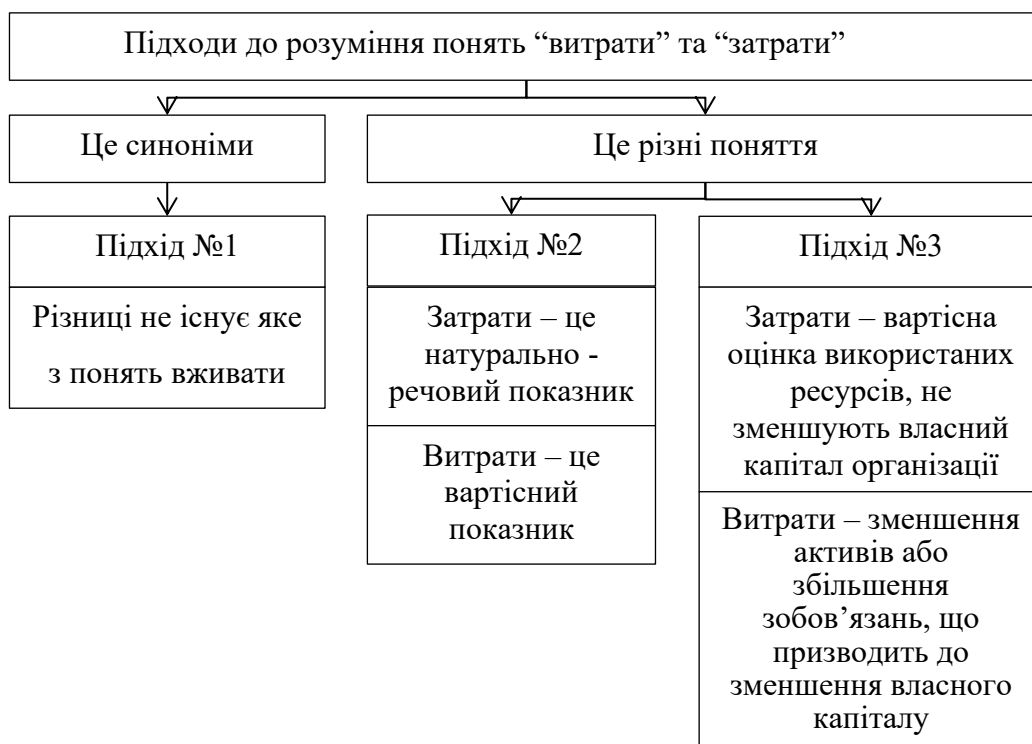 Підходи до розуміння понять “витрати” та “затрати”
Це синоніми
Це різні поняття
Підхід №1
Різниці не існує яке
з понять вживати
Підхід №2
Затрати – це
натурально -
речовий показник
Витрати – це
вартісний
показник
Підхід №3
Затрати – вартісна
оцінка використаних
ресурсів, не
зменшують власний
капітал організації
Витрати – зменшення
активів або
збільшення
зобов’язань, що
призводить до
зменшення власного
капіталу